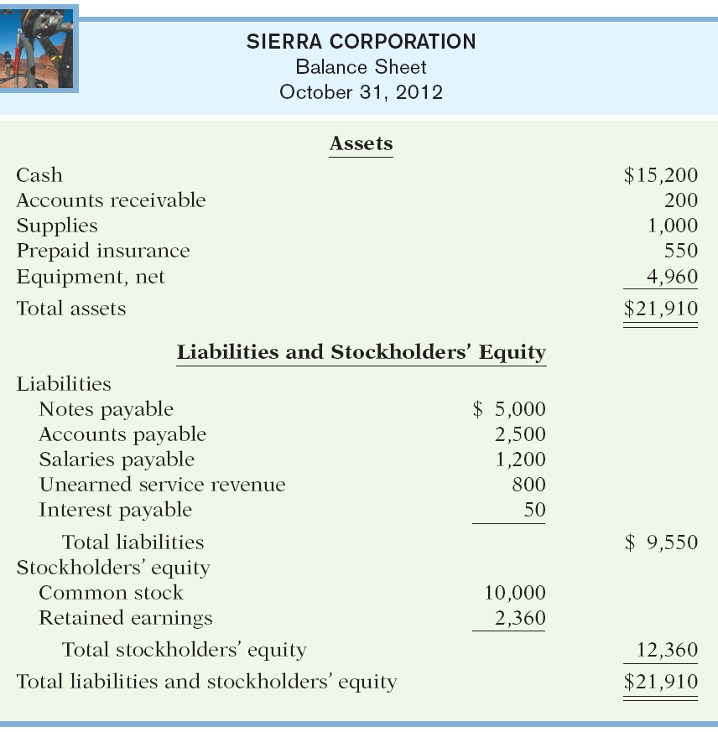 SIERRA CORPORATION
Balance Sheet
October 31, 2012
Assets
Cash $15,200
Accounts receivable 200
Supplies 1,000
Prepaid insurance 550
Equipment, net 4,960
Total assets $21,910
Liabilities and Stockholders’ Equity
Liabilities
Notes payable $ 5,000
Accounts payable 2,500
Salaries payable 1,200
Unearned service revenue 800
Interest payable 50
Total liabilities $ 9,550
Stockholders’ equity
Common stock 10,000
Retained earnings 2,360
Total stockholders’ equity 12,360
Total liabilities and stockholders’ equity $21,910